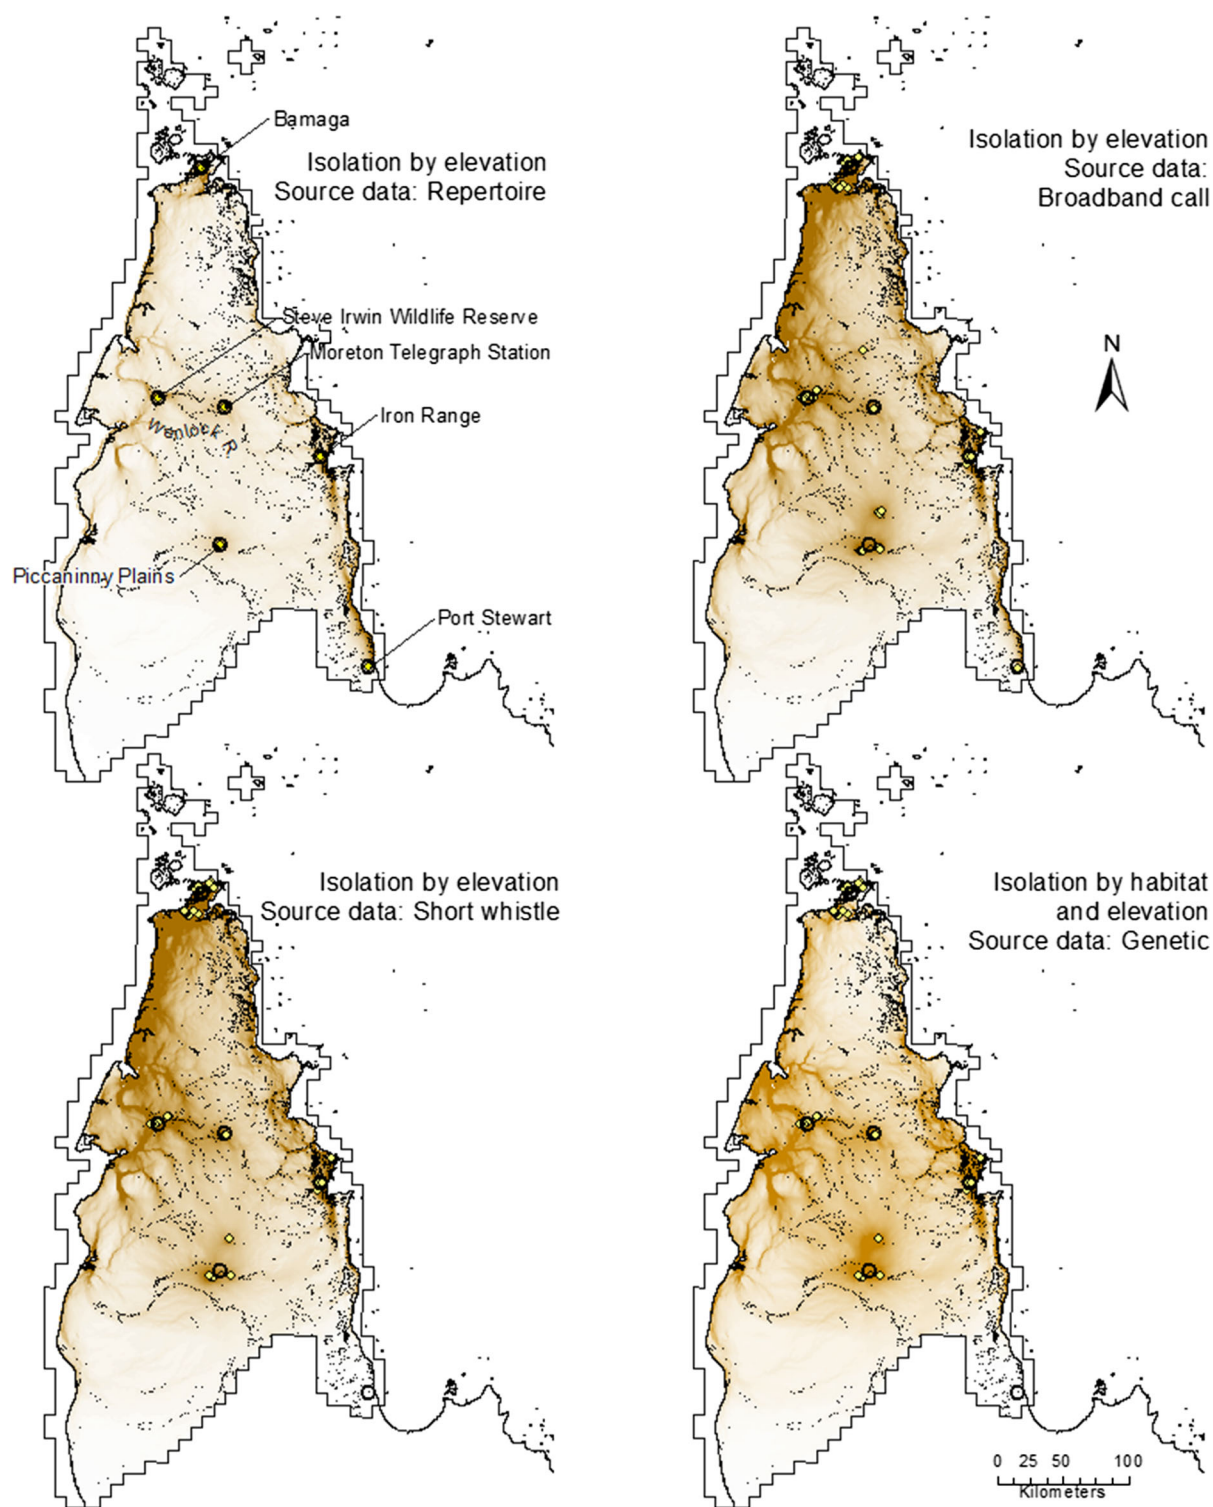 Bamaga
Isolation by elevation
Source data: Repertoire
Steve Irwin Wildlife Reserve
Moreton Telegraph Station
Iron Range
Wenlock R.
Piccaninny Plains
Port Stewart
Isolation by elevation
Source data:
Broadband call
N
Isolation by elevation
Source data: Short whistle
Isolation by habitat
and elevation
Source data: Genetic
0 25 50 100
Kilometers